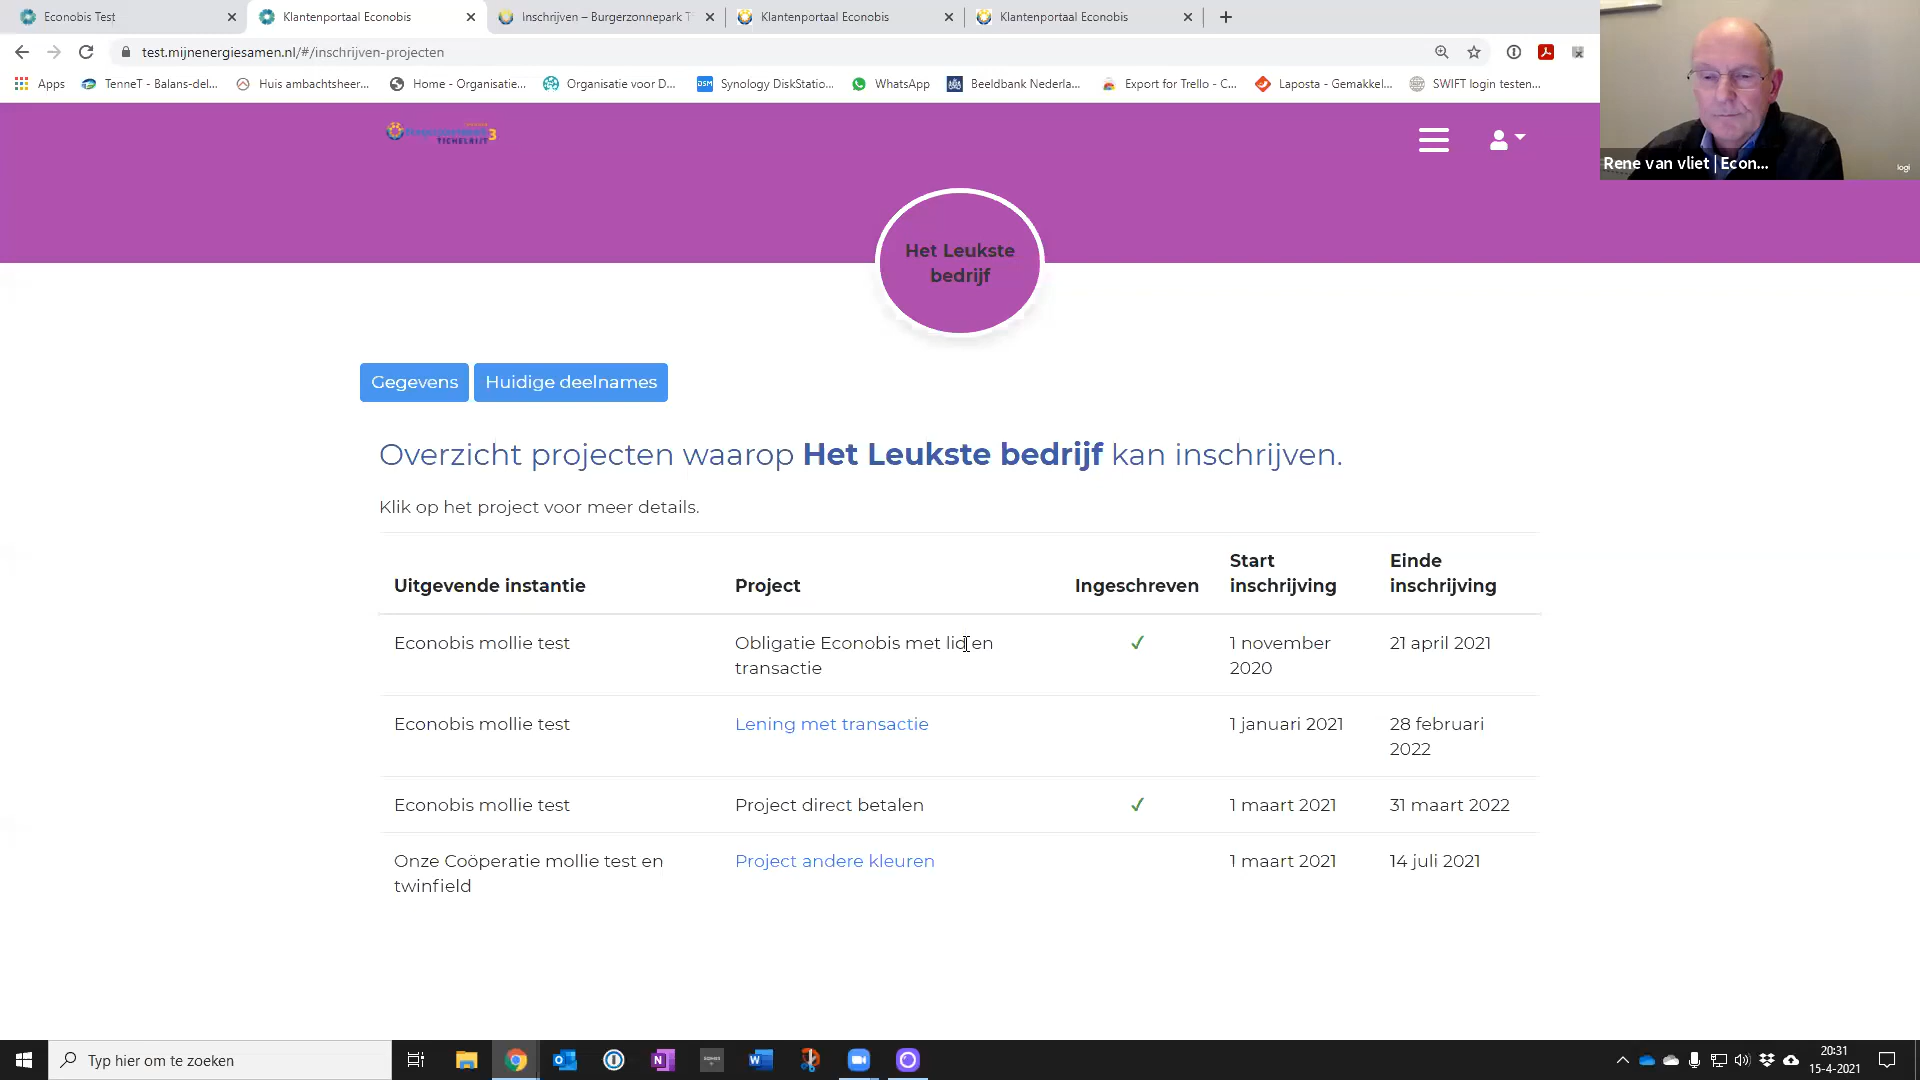 Econobis Test
Klantenportaal Econobis
Inschrijven – Burgerzonnepark T
Klantenportaal Econobis
Klantenportaal Econobis
test.mijnenergiesamen.nl/#/inschrijven-projecten
Apps
TenneT - Balans-del...
Huis ambachtsheer...
Home - Organisatie...
Organisatie voor D...
Synology DiskStatio...
WhatsApp
Beeldbank Nederla...
Export for Trello - C...
Laposta - Gemakkel...
SWIFT login testen...
TICHELRIJT 3
Rene van vliet | Econ...
logi
Het Leukste
bedrijf
Gegevens
Huidige deelnames
Overzicht projecten waarop Het Leukste bedrijf kan inschrijven.
Klik op het project voor meer details.
Uitgevende instantie
Project
Ingeschreven
Start
inschrijving
Einde
inschrijving
Econobis mollie test
Obligatie Econobis met lid en
transactie
✓
1 november
2020
21 april 2021
Econobis mollie test
Lening met transactie
1 januari 2021
28 februari
2022
Econobis mollie test
Project direct betalen
✓
1 maart 2021
31 maart 2022
Onze Coöperatie mollie test en
twinfield
Project andere kleuren
1 maart 2021
14 juli 2021
Typ hier om te zoeken
20:31
15-4-2021